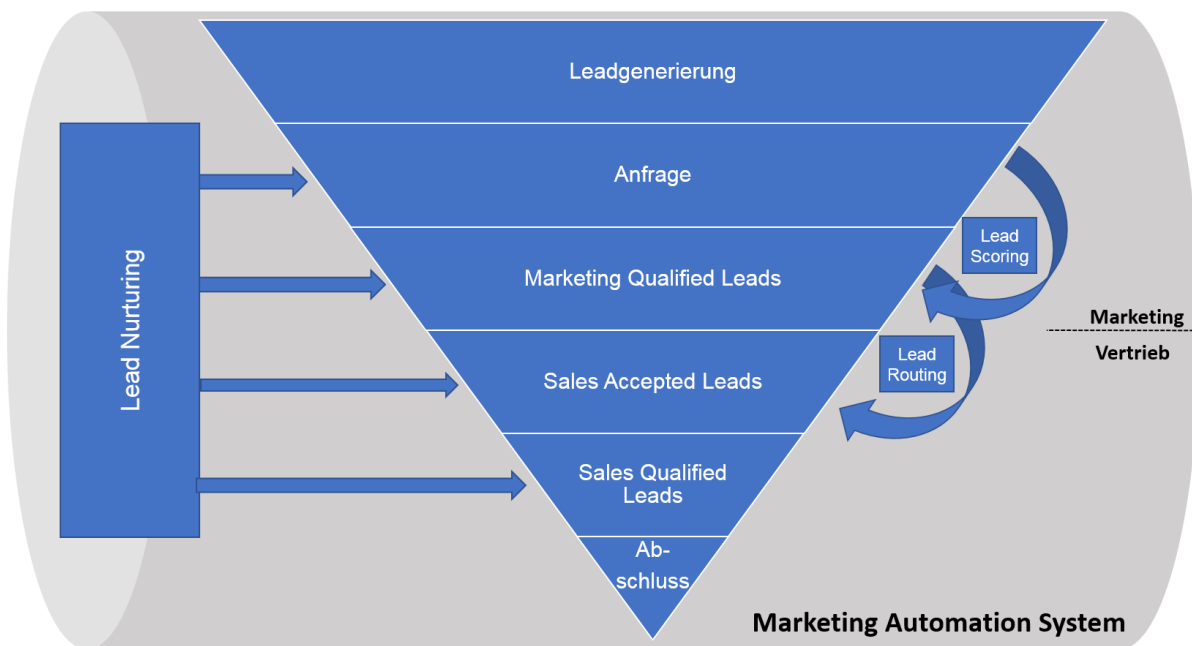 Leadgenerierung
Anfrage
Marketing Qualified Leads
Sales Accepted Leads
Sales Qualified
Leads
Ab-
schluss
Lead Nurturing
Lead
Scoring
Lead
Routing
Marketing
Vertrieb
Marketing Automation System